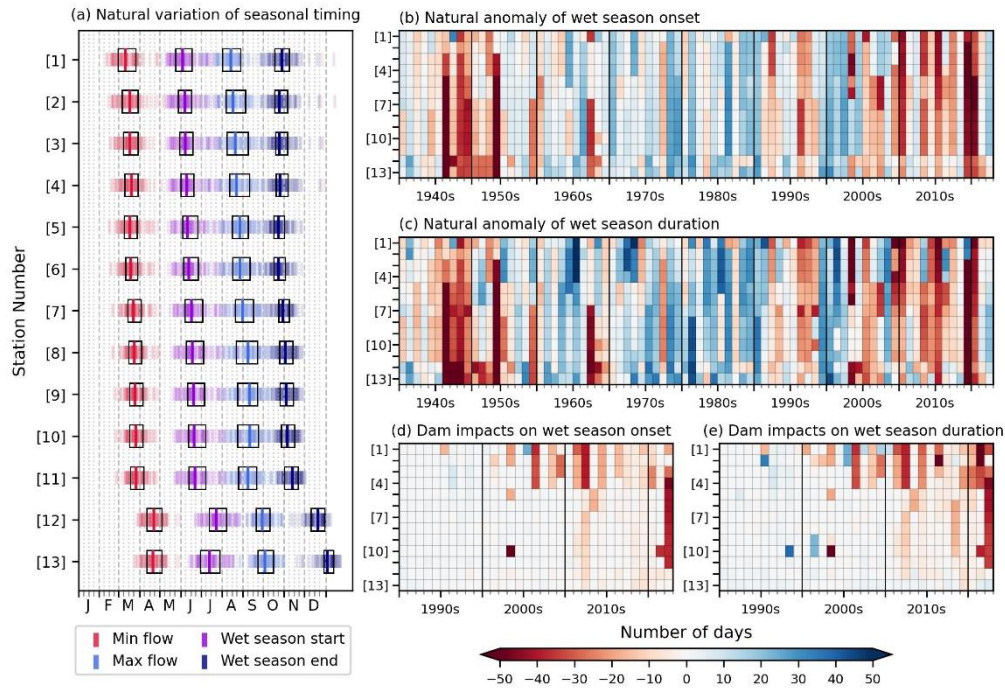 (a) Natural variation of seasonal timing
Station Number
[1]
[2]
[3]
[4]
[5]
[6]
[7]
[8]
[9]
[10]
[11]
[12]
[13]
J F M A M J J A S O N D
Min flow
Max flow
Wet season start
Wet season end
(b) Natural anomaly of wet season onset
[1]
[4]
[7]
[10]
[13]
1940s 1950s 1960s 1970s 1980s 1990s 2000s 2010s
(c) Natural anomaly of wet season duration
[1]
[4]
[7]
[10]
[13]
1940s 1950s 1960s 1970s 1980s 1990s 2000s 2010s
(d) Dam impacts on wet season onset
[1]
[4]
[7]
[10]
[13]
1990s 2000s 2010s
(e) Dam impacts on wet season duration
[1]
[4]
[7]
[10]
[13]
1990s 2000s 2010s
Number of days
−50 −40 −30 −20 −10 0 10 20 30 40 50